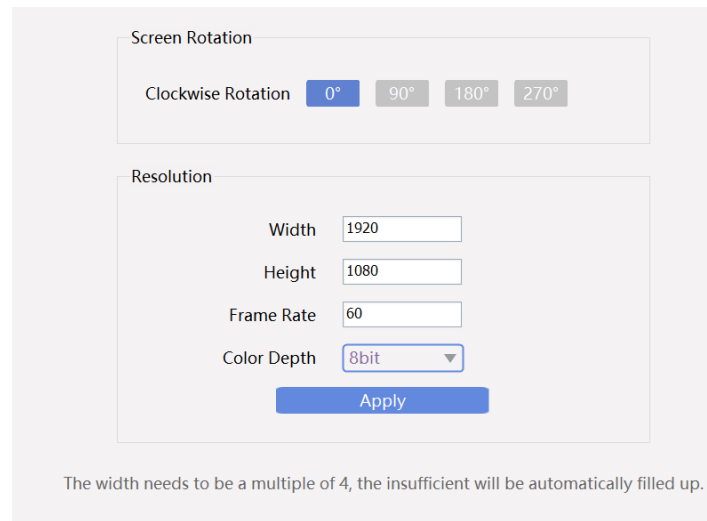 Screen Rotation
Clockwise Rotation 0° 90° 180° 270°
Resolution
Width 1920
Height 1080
Frame Rate 60
Color Depth 8bit
Apply
The width needs to be a multiple of 4, the insufficient will be automatically filled up.